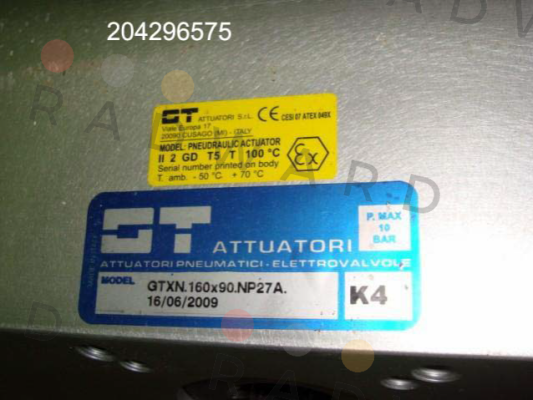 204296575
GT ATTUATORI S.r.L. CE CESI 07 ATEX 046X
Viale Europa 17
20090 CUSAGO (MI) - ITALY
MODEL: PNEUDRAULIC ACTUATOR
II 2 GD T5 T 100 °C
Serial number printed on body
T. amb. - 50 °C + 70 °C
Ex
GT ATTUATORI
P. MAX
10
BAR
ATTUATORI PNEUMATICI - ELETTROVALVOLE
MODEL
GTXN.160x90.NP27A.
16/06/2009
K4